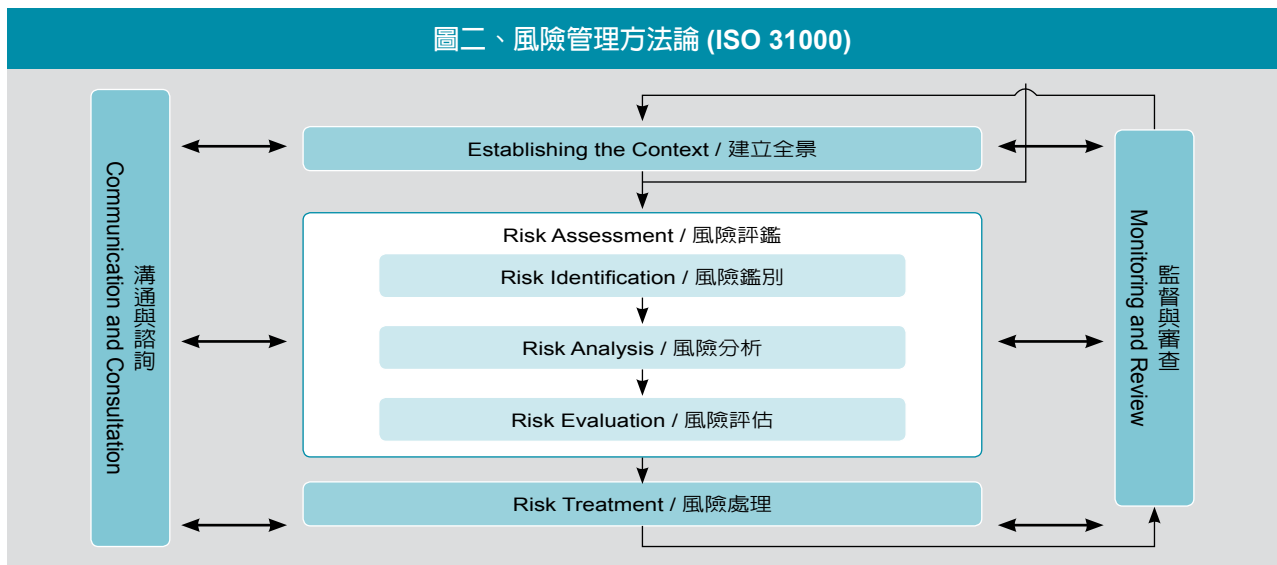 圖二、風險管理方法論 (ISO 31000)
溝通與諮詢
Communication and Consultation
Establishing the Context / 建立全景
Risk Assessment / 風險評鑑
Risk Identification / 風險鑑別
Risk Analysis / 風險分析
Risk Evaluation / 風險評估
Risk Treatment / 風險處理
監督與審查
Monitoring and Review